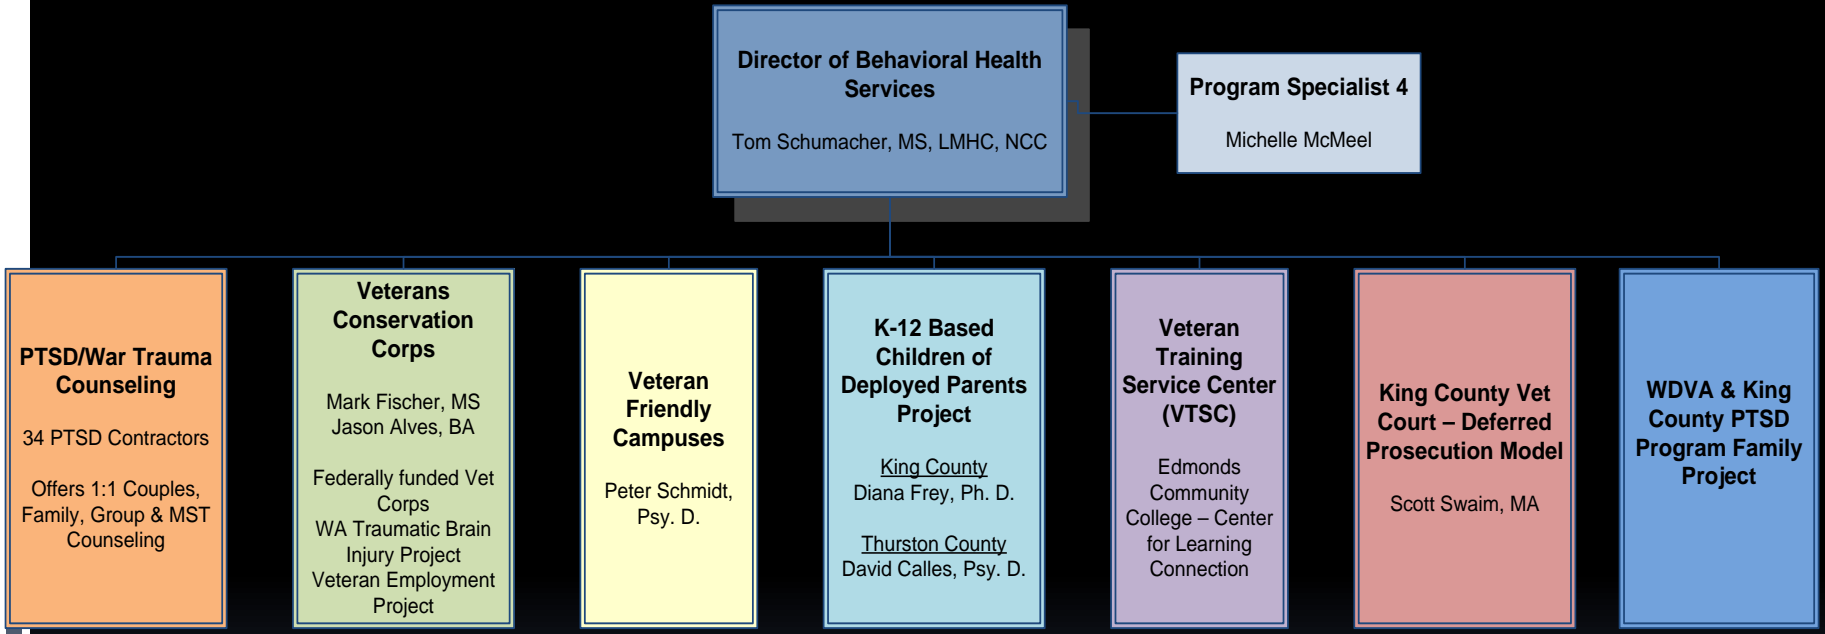 Director of Behavioral Health
Services
Tom Schumacher, MS, LMHC, NCC
Program Specialist 4
Michelle McMeel
PTSD/War Trauma
Counseling
34 PTSD Contractors
Offers 1:1 Couples,
Family, Group & MST
Counseling
Veterans
Conservation
Corps
Mark Fischer, MS
Jason Alves, BA
Federally funded Vet
Corps
WA Traumatic Brain
Injury Project
Veteran Employment
Project
Veteran
Friendly
Campuses
Peter Schmidt,
Psy. D.
K-12 Based
Children of
Deployed Parents
Project
King County
Diana Frey, Ph. D.
Thurston County
David Calles, Psy. D.
Veteran
Training
Service Center
(VTSC)
Edmonds
Community
College – Center
for Learning
Connection
King County Vet
Court – Deferred
Prosecution Model
Scott Swaim, MA
WDVA & King
County PTSD
Program Family
Project